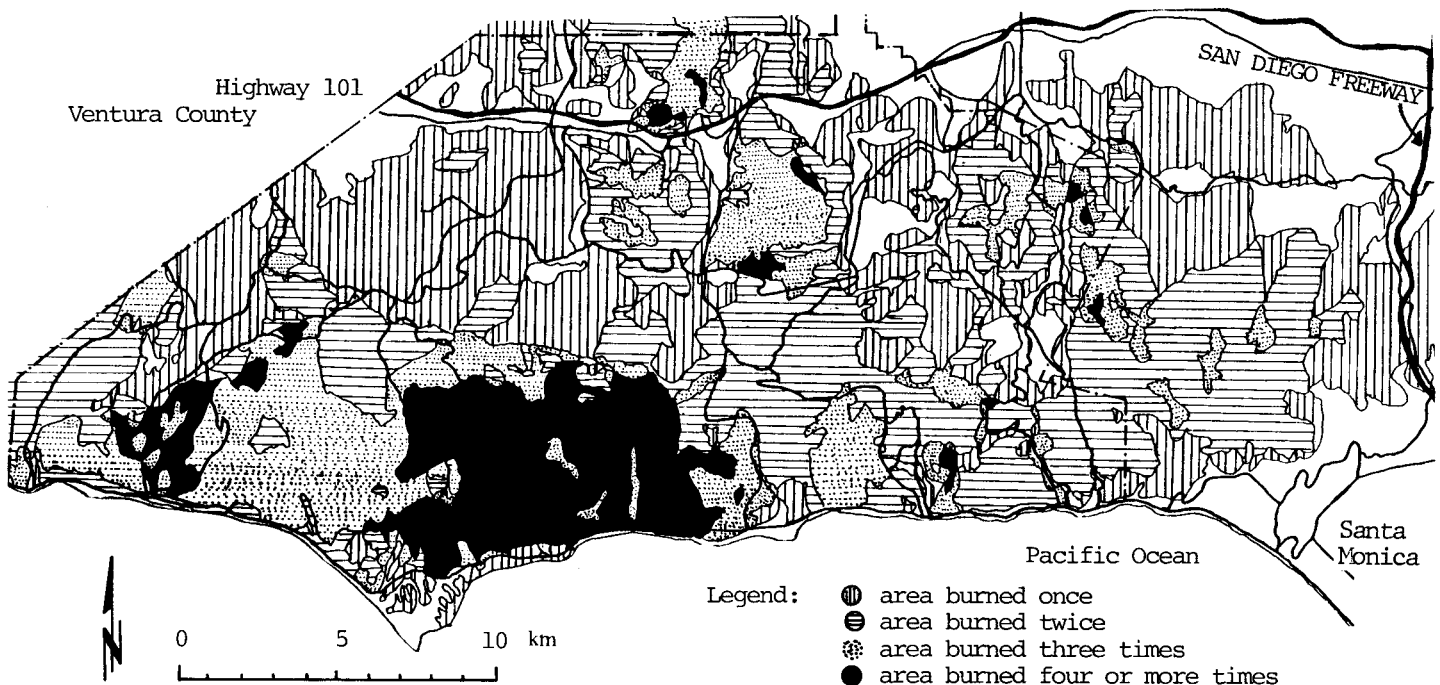 SAN DIEGO FREEWAY
Highway 101
Ventura County
Santa
Monica
Pacific Ocean
Legend:
area burned once
area burned twice
area burned three times
area burned four or more times
N
0 5 10 km